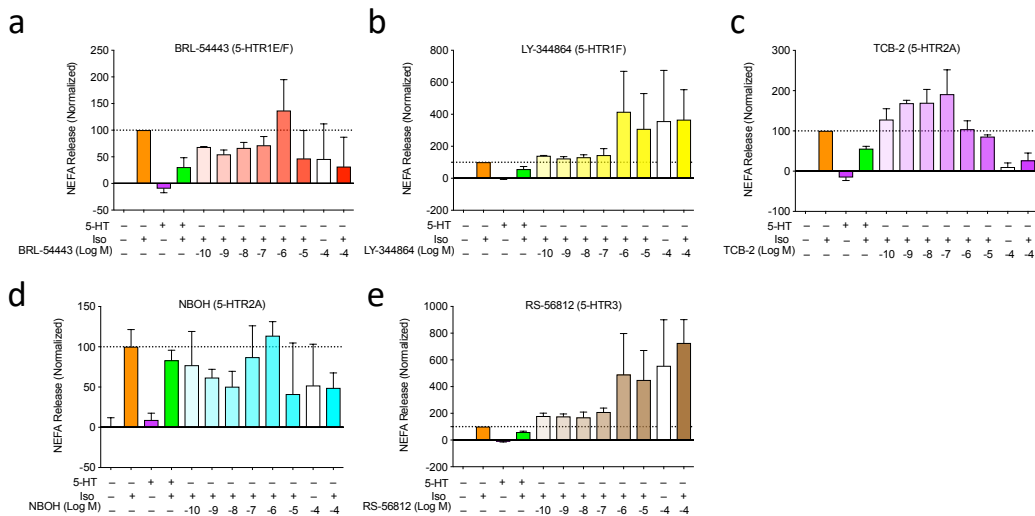 a
BRL-54443 (5-HTR1E/F)
NEFA Release (Normalized)
250
200
150
100
50
0
-50
5-HT – – + + – – – – – – – –
Iso – + – + + + + + + + – +
BRL-54443 (Log M) – – – – -10 -9 -8 -7 -6 -5 -4 -4
b
LY-344864 (5-HTR1F)
NEFA Release (Normalized)
800
600
400
200
0
-200
5-HT – – + + – – – – – – – –
Iso – + – + + + + + + + – +
LY-344864 (Log M) – – – – -10 -9 -8 -7 -6 -5 -4 -4
c
TCB-2 (5-HTR2A)
NEFA Release (Normalized)
300
200
100
0
-100
5-HT – – + + – – – – – – – –
Iso – + – + + + + + + + – +
TCB-2 (Log M) – – – – -10 -9 -8 -7 -6 -5 -4 -4
d
NBOH (5-HTR2A)
NEFA Release (Normalized)
150
100
50
0
-50
5-HT – – + + – – – – – – – –
Iso – + – + + + + + + + – +
NBOH (Log M) – – – – -10 -9 -8 -7 -6 -5 -4 -4
e
RS-56812 (5-HTR3)
NEFA Release (Normalized)
1000
800
600
400
200
0
-200
5-HT – – + + – – – – – – – –
Iso – + – + + + + + + + – +
RS-56812 (Log M) – – – – -10 -9 -8 -7 -6 -5 -4 -4